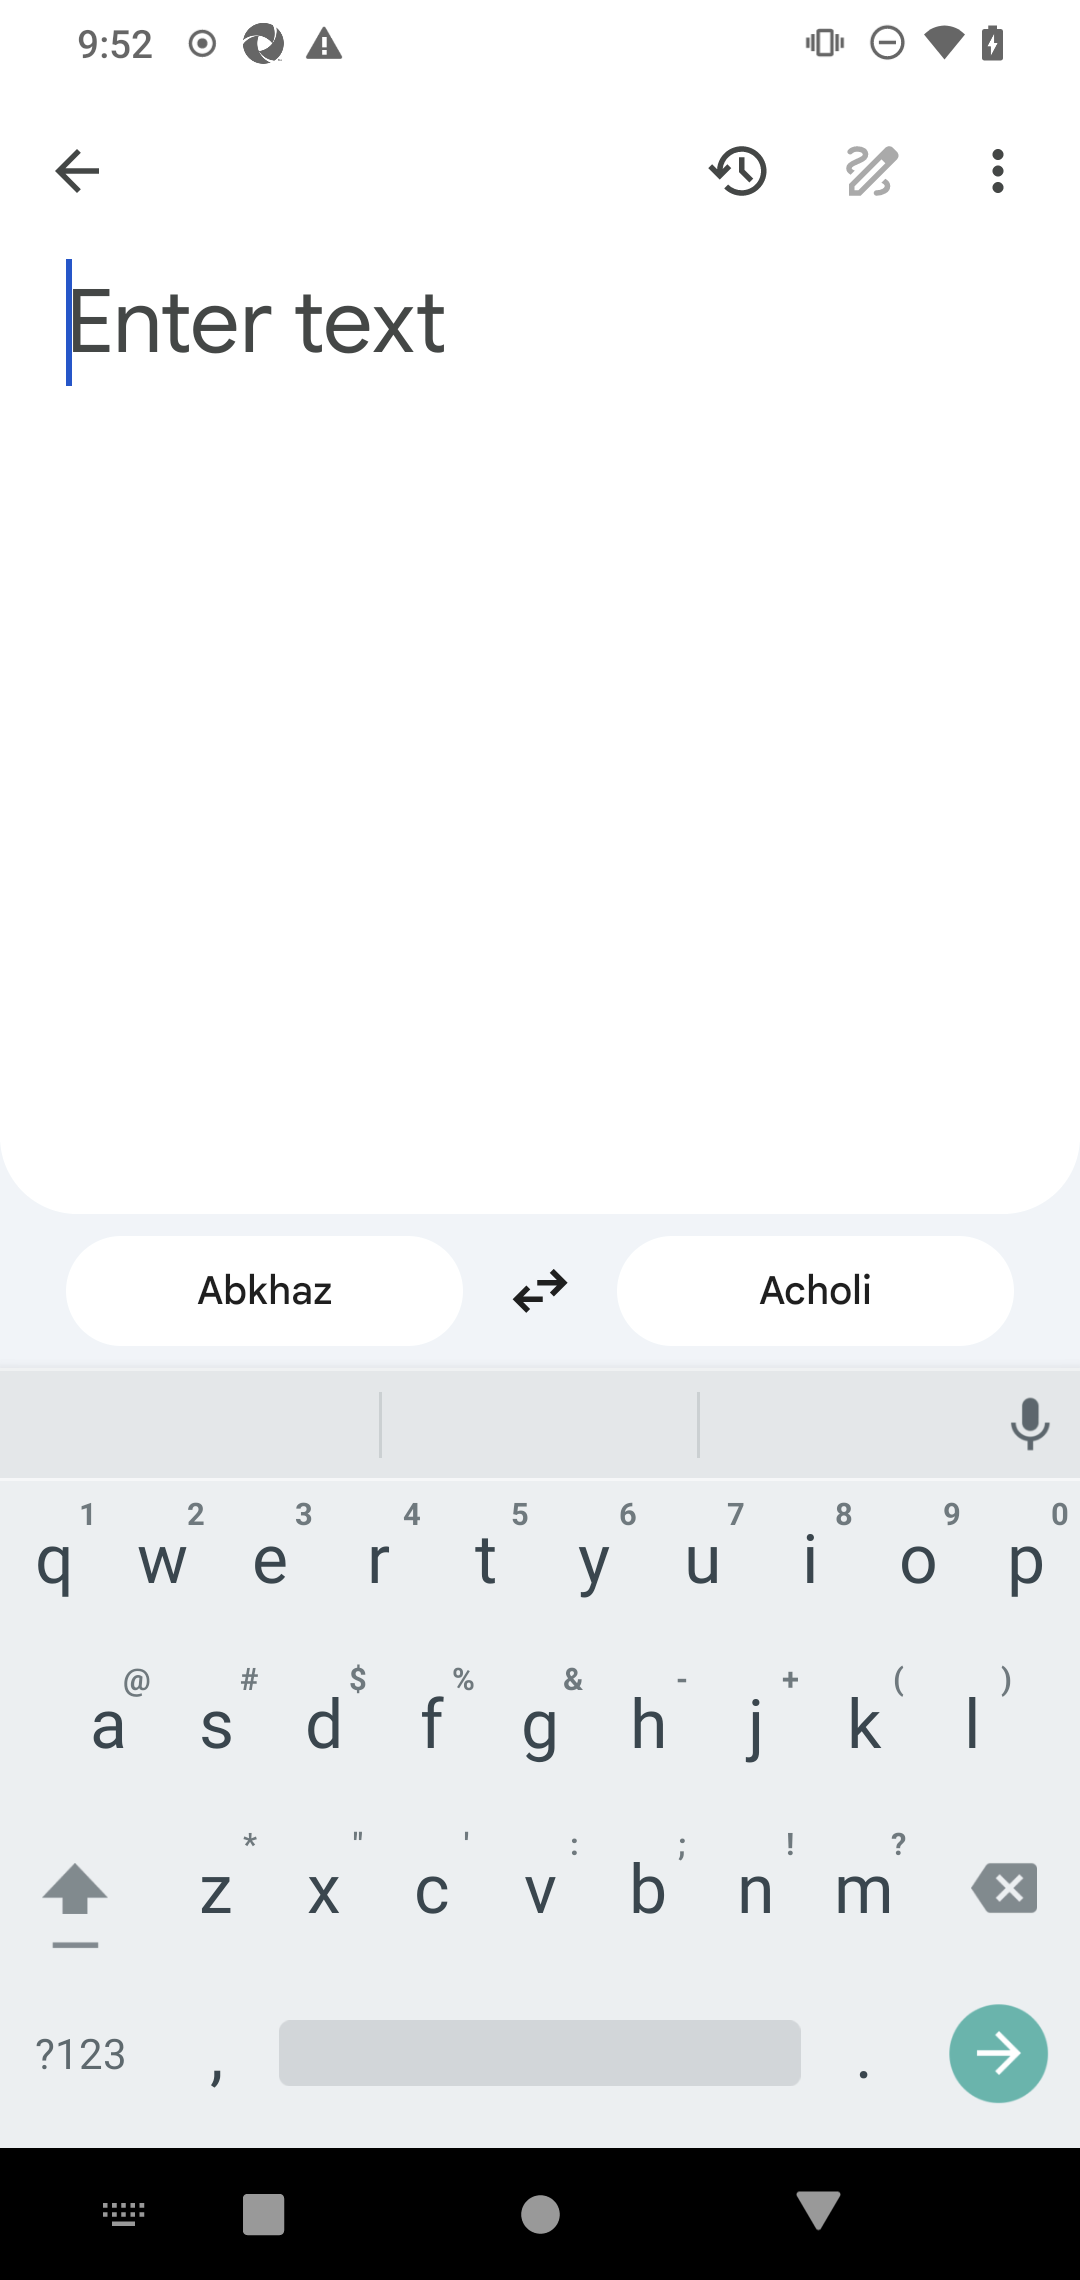 9:52
Enter text
Abkhaz
Acholi
1 2 3 4 5 6 7 8 9 0
q w e r t y u i o p
@ # $ % & - + ( )
a s d f g h j k l
* " ' : ; ! ?
z x c v b n m
?123 , .